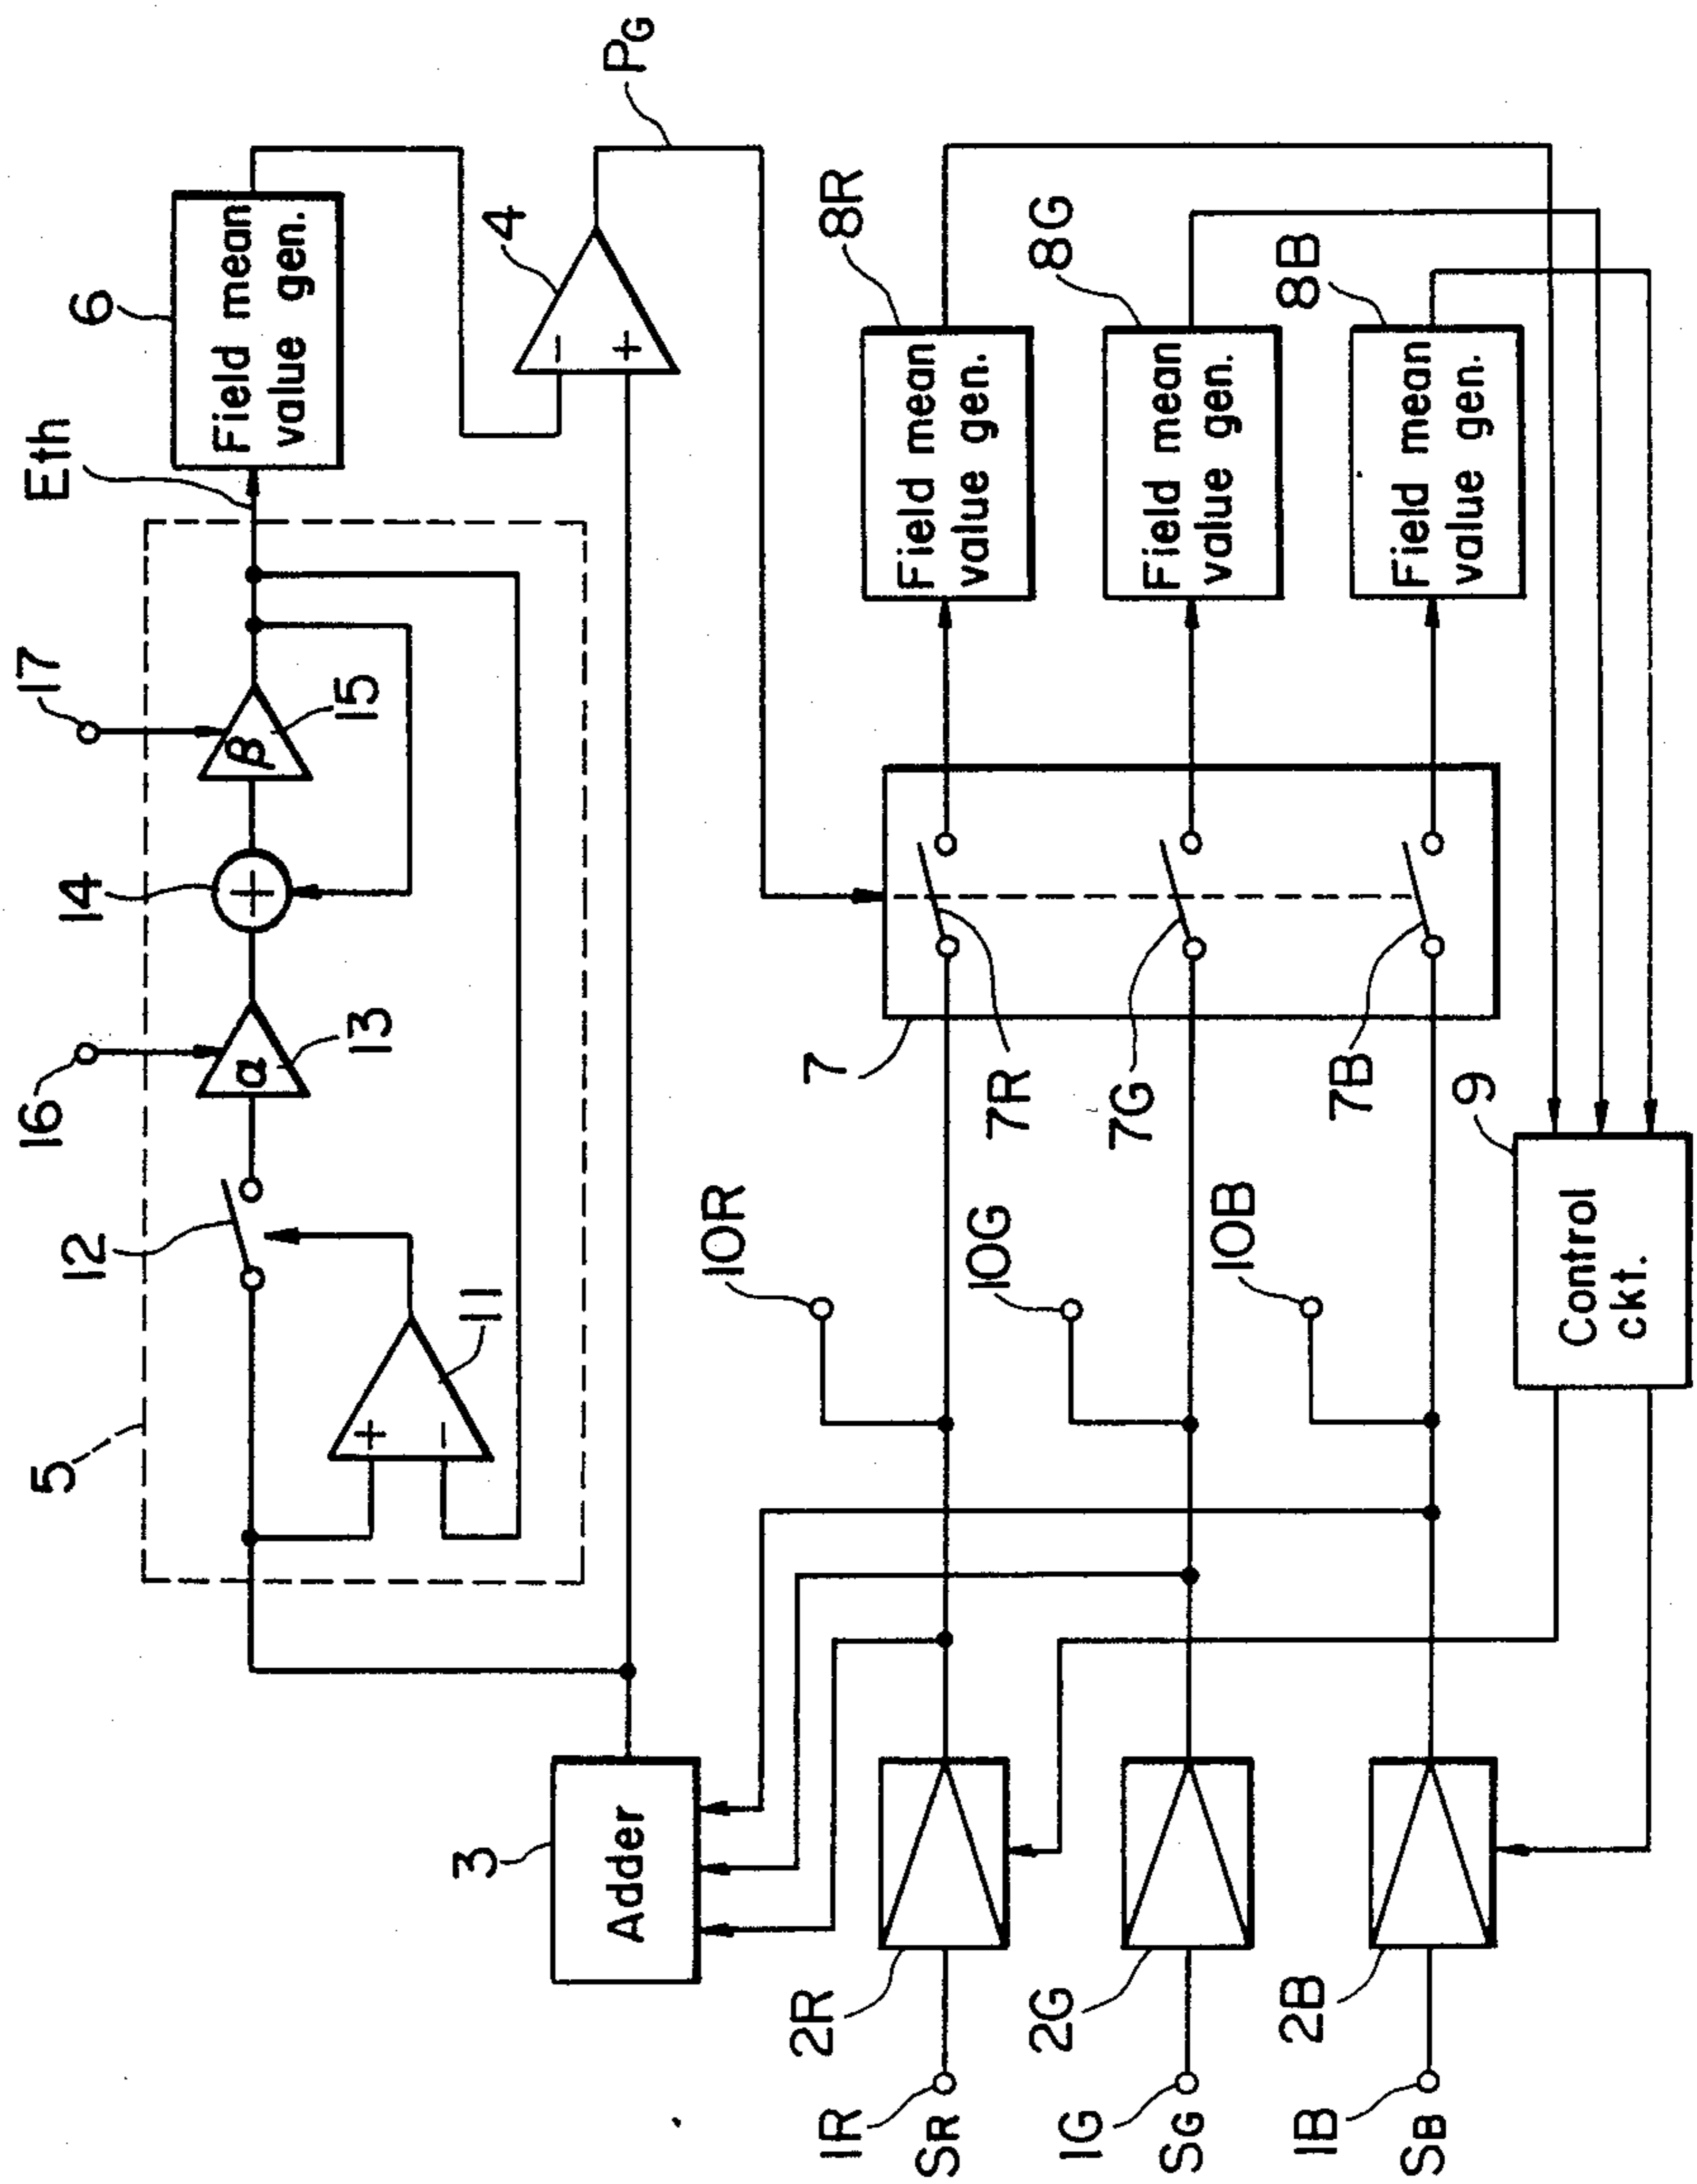 5
12
16
14
17
Eth
6
α
+
β
Field mean
value gen.
13
15
11
+
−
4
−
+
PG
3
Adder
10R
7
7R
8R
Field mean
value gen.
2R
1R
SR
10G
7G
8G
Field mean
value gen.
2G
1G
SG
10B
7B
8B
Field mean
value gen.
2B
1B
SB
9
Control
ckt.